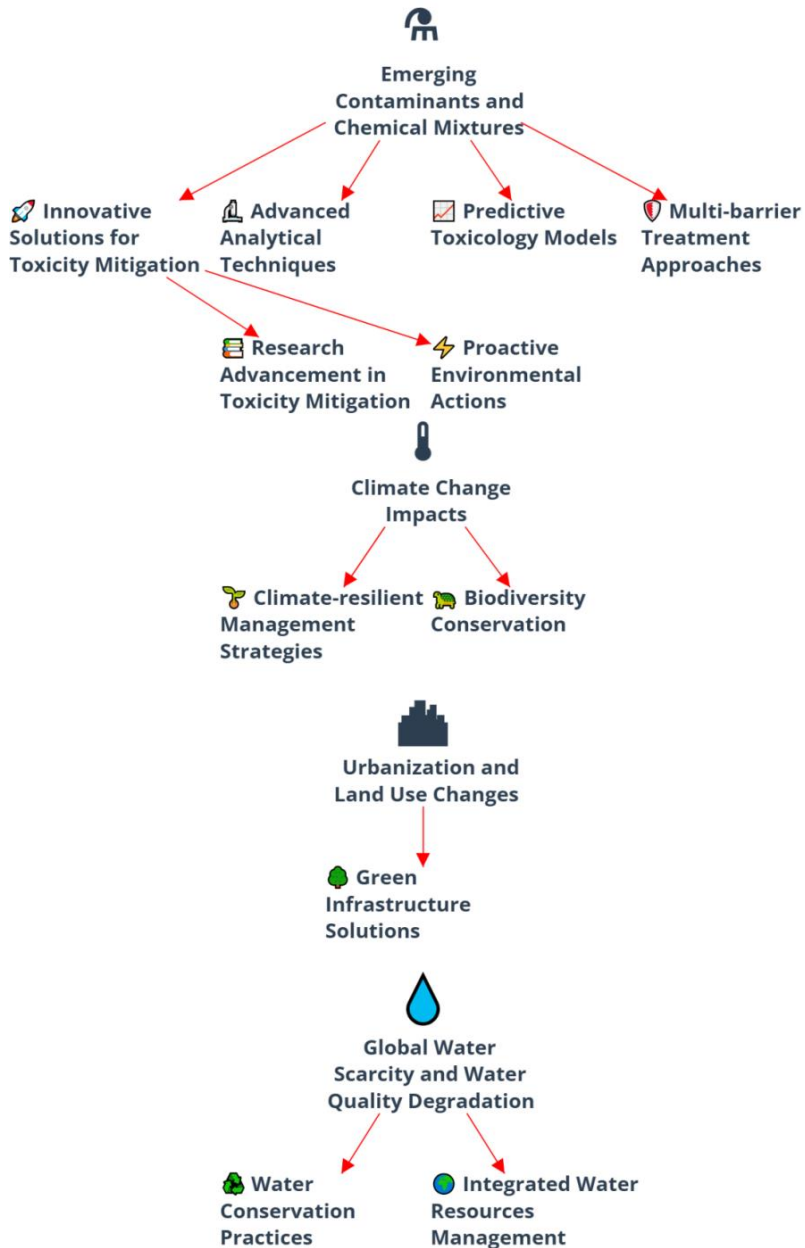 Emerging
Contaminants and
Chemical Mixtures
Innovative
Solutions for
Toxicity Mitigation
Advanced
Analytical
Techniques
Predictive
Toxicology Models
Multi-barrier
Treatment
Approaches
Research
Advancement in
Toxicity Mitigation
Proactive
Environmental
Actions
Climate Change
Impacts
Climate-resilient
Management
Strategies
Biodiversity
Conservation
Urbanization and
Land Use Changes
Green
Infrastructure
Solutions
Global Water
Scarcity and Water
Quality Degradation
Water
Conservation
Practices
Integrated Water
Resources
Management